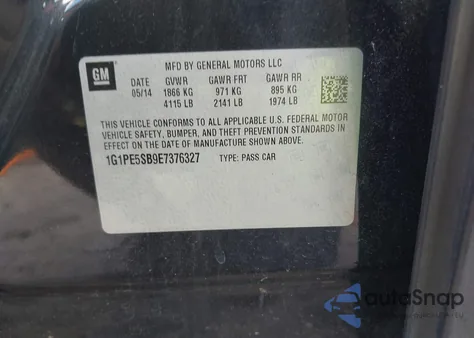 GM
MFD BY GENERAL MOTORS LLC
DATE GVWR GAWR FRT GAWR RR
05/14 1866 KG 971 KG 895 KG
4115 LB 2141 LB 1974 LB
THIS VEHICLE CONFORMS TO ALL APPLICABLE U.S. FEDERAL MOTOR
VEHICLE SAFETY, BUMPER, AND THEFT PREVENTION STANDARDS IN
EFFECT ON THE DATE OF MANUFACTURE SHOWN ABOVE.
1G1PE5SB9E7376327 TYPE: PASS CAR
autoSnap